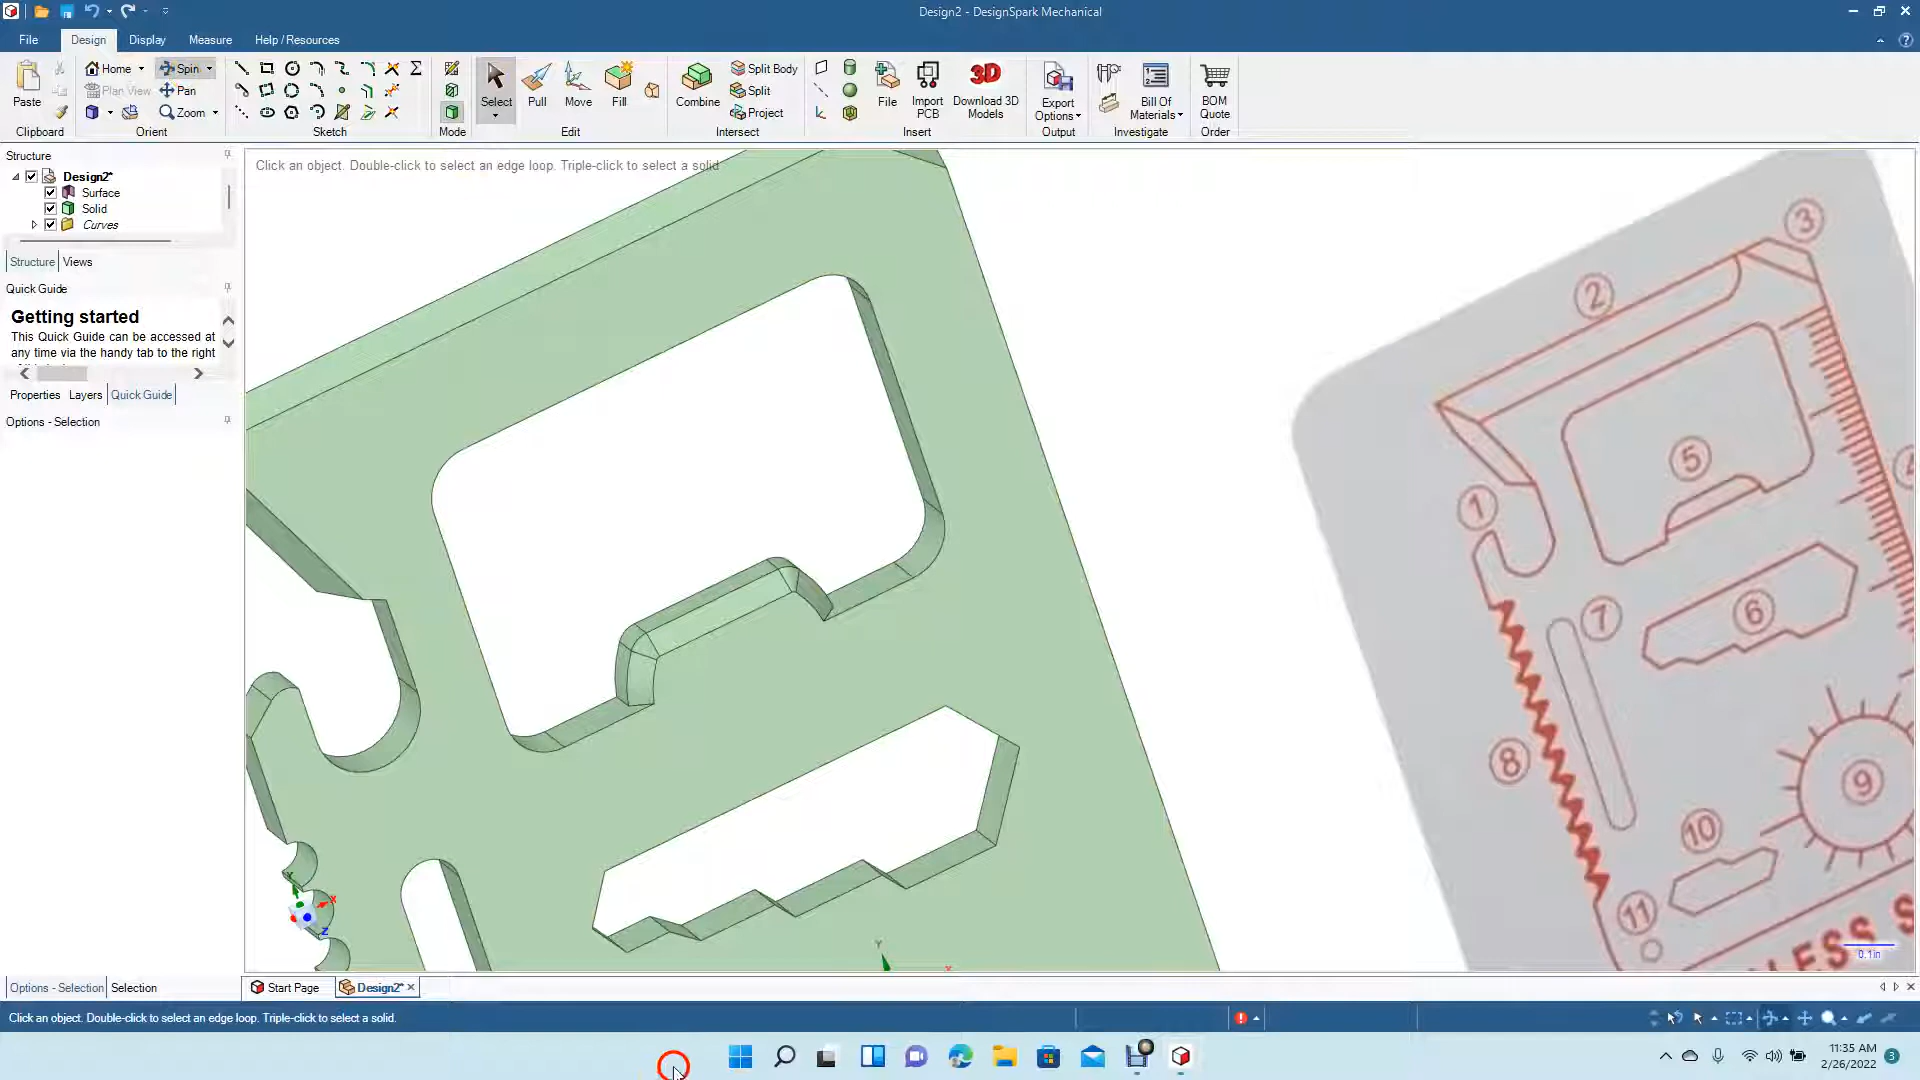 Design2 - DesignSpark Mechanical
File Design Display Measure Help / Resources
Home Spin
Plan View Pan
Zoom
Paste
Select
Pull
Move
Fill
Combine
Split Body
Split
Project
File
Import PCB
Download 3D Models
Export Options
Bill Of Materials
BOM Quote
Clipboard Orient Sketch Mode Edit Intersect Insert Output Investigate Order
Structure
Design2*
Surface
Solid
Curves
Structure Views
Quick Guide
Getting started
This Quick Guide can be accessed at
any time via the handy tab to the right
Properties Layers Quick Guide
Options - Selection
Click an object. Double-click to select an edge loop. Triple-click to select a solid
3
2
5
4
1
7
6
8
9
10
11
LESS S
0.1in
Y
X
Z
Y
X
Options - Selection Selection
Start Page Design2*
Click an object. Double-click to select an edge loop. Triple-click to select a solid.
11:35 AM
2/26/2022
3